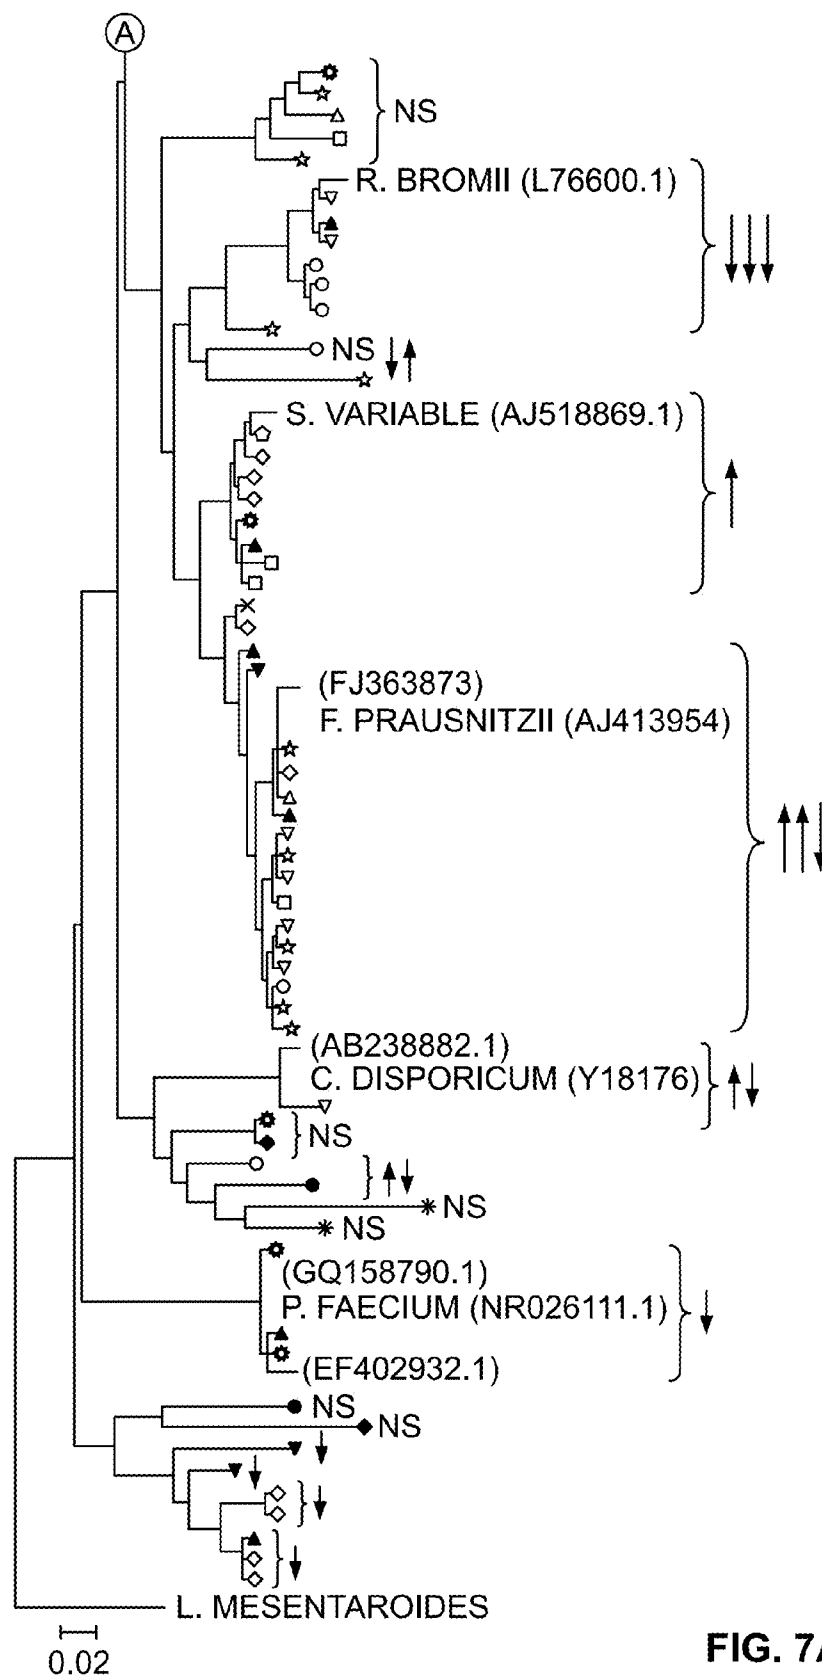 A
NS
R. BROMII (L76600.1)
NS
S. VARIABLE (AJ518869.1)
(FJ363873)
F. PRAUSNITZII (AJ413954)
(AB238882.1)
C. DISPORICUM (Y18176)
NS
NS
NS
(GQ158790.1)
P. FAECIUM (NR026111.1)
(EF402932.1)
NS
NS
L. MESENTAROIDES
0.02
FIG. 7A